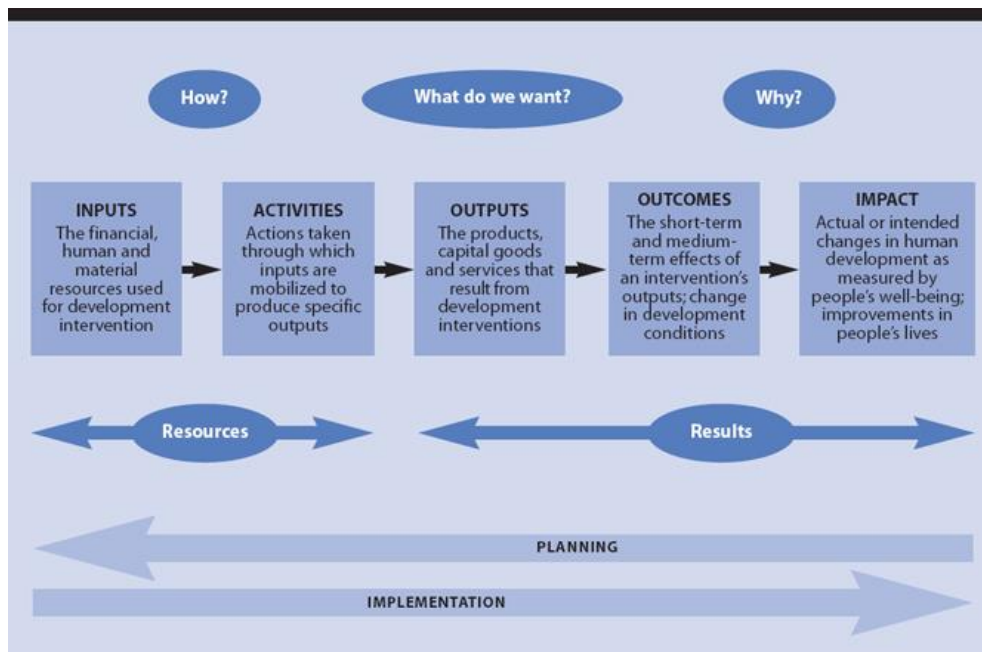 How?
What do we want?
Why?
INPUTS
The financial,
human and
material
resources used
for development
intervention
ACTIVITIES
Actions taken
through which
inputs are
mobilized to
produce specific
outputs
OUTPUTS
The products,
capital goods
and services that
result from
development
interventions
OUTCOMES
The short-term
and medium-
term effects of
an intervention's
outputs; change
in development
conditions
IMPACT
Actual or intended
changes in human
development as
measured by
people's well-being;
improvements in
people's lives
Resources
Results
PLANNING
IMPLEMENTATION